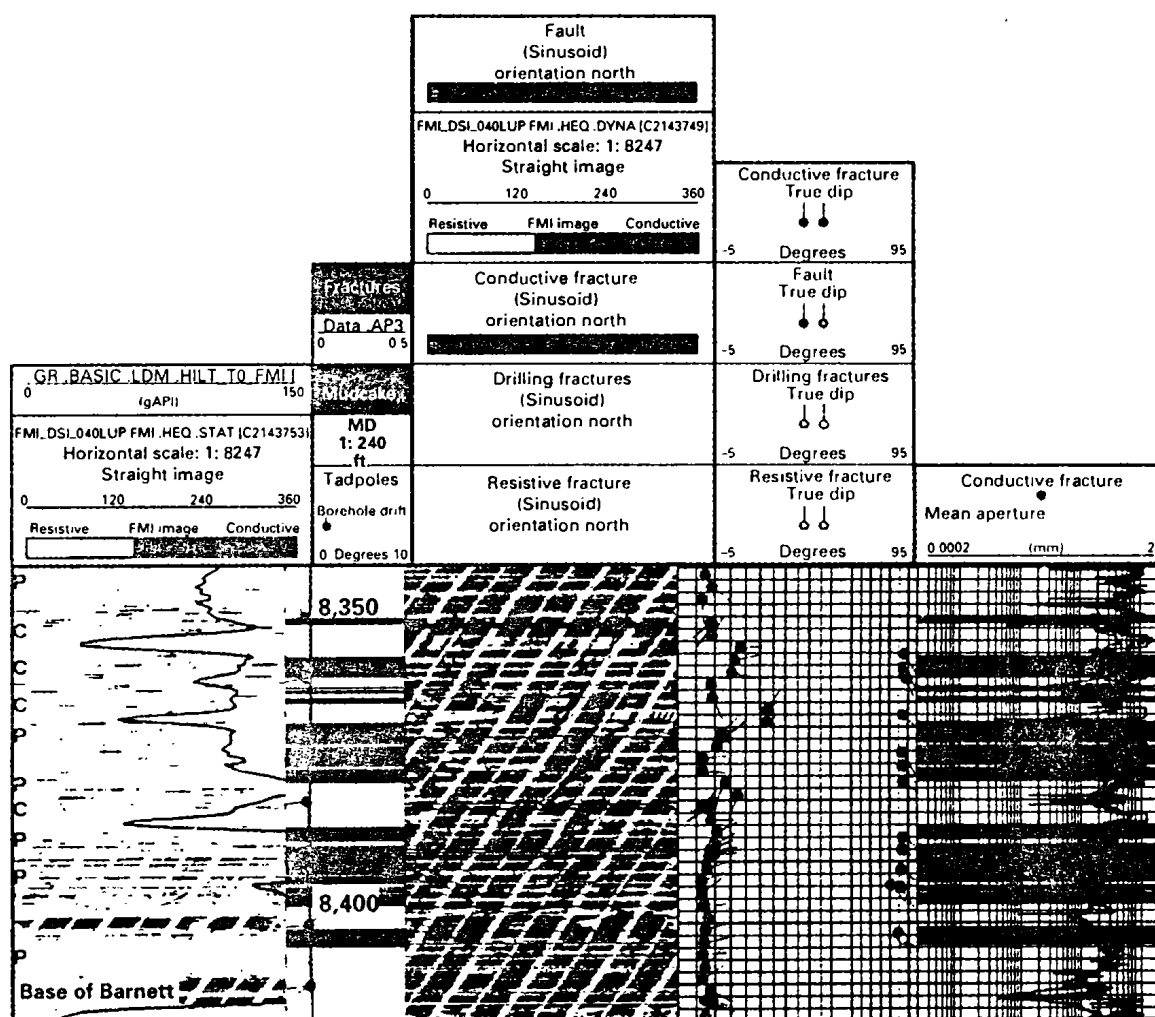 Fault
(Sinusoid)
orientation north
FMI_DSI_040LUP FMI .HEQ .DYNA [C2143749]
Horizontal scale: 1: 8247
Straight image
0 120 240 360
Resistive FMI image Conductive
Conductive fracture
True dip
-5 Degrees 95
Fractures
Data .AP3
0 0 5
Conductive fracture
(Sinusoid)
orientation north
Fault
True dip
-5 Degrees 95
GR .BASIC .LDM .HILT_T0_FMI
0 150
(gAPI)
Mudcake
Drilling fractures
(Sinusoid)
orientation north
Drilling fractures
True dip
-5 Degrees 95
FMI_DSI_040LUP FMI .HEQ .STAT [C2143753]
Horizontal scale: 1: 8247
Straight image
0 120 240 360
Resistive FMI image Conductive
MD
1: 240
ft
Tadpoles
Borehole drift
0 Degrees 10
Resistive fracture
(Sinusoid)
orientation north
Resistive fracture
True dip
-5 Degrees 95
Conductive fracture
Mean aperture
0 0002 (mm) 2
P
8,350
C
C
C
P
P
C
P
P
8,400
P
Base of Barnett